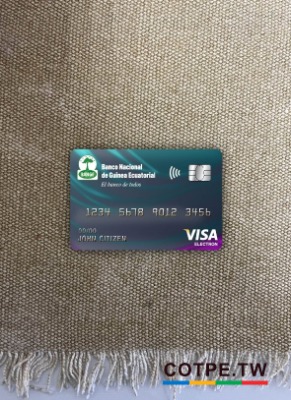 Banco Nacional
de Guinea Ecuatorial
El banco de todos
1234 5678 9012 3456
JOHN CITIZEN
VISA
ELECTRON
COTPE.TW